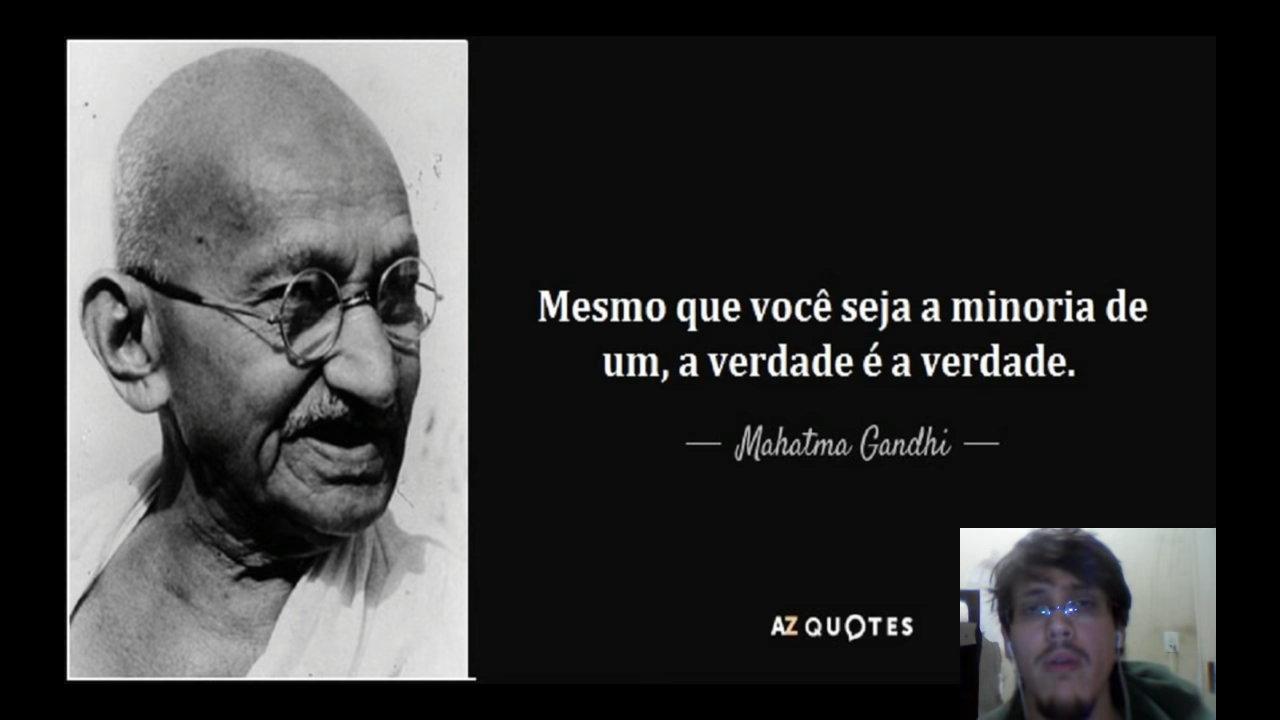 Mesmo que você seja a minoria de
um, a verdade é a verdade.
Mahatma Gandhi
AZ QUOTES